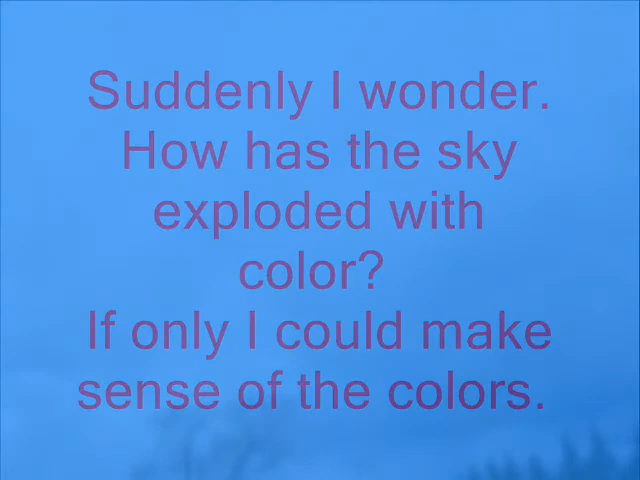 Suddenly I wonder.
How has the sky
exploded with
color?
If only I could make
sense of the colors.